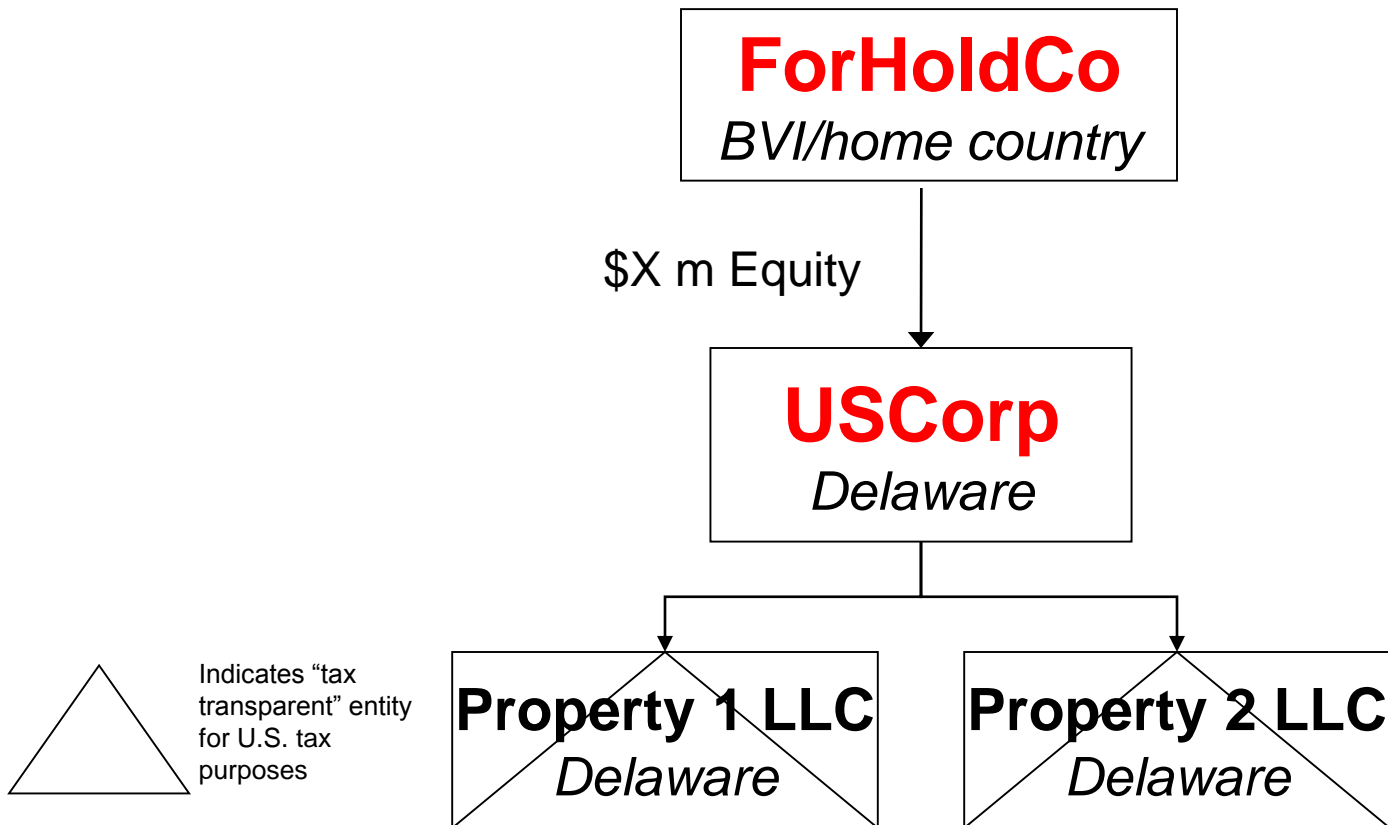 ForHoldCo
BVI/home country
$X m Equity
USCorp
Delaware
Indicates “tax
transparent” entity
for U.S. tax
purposes
Property 1 LLC
Delaware
Property 2 LLC
Delaware